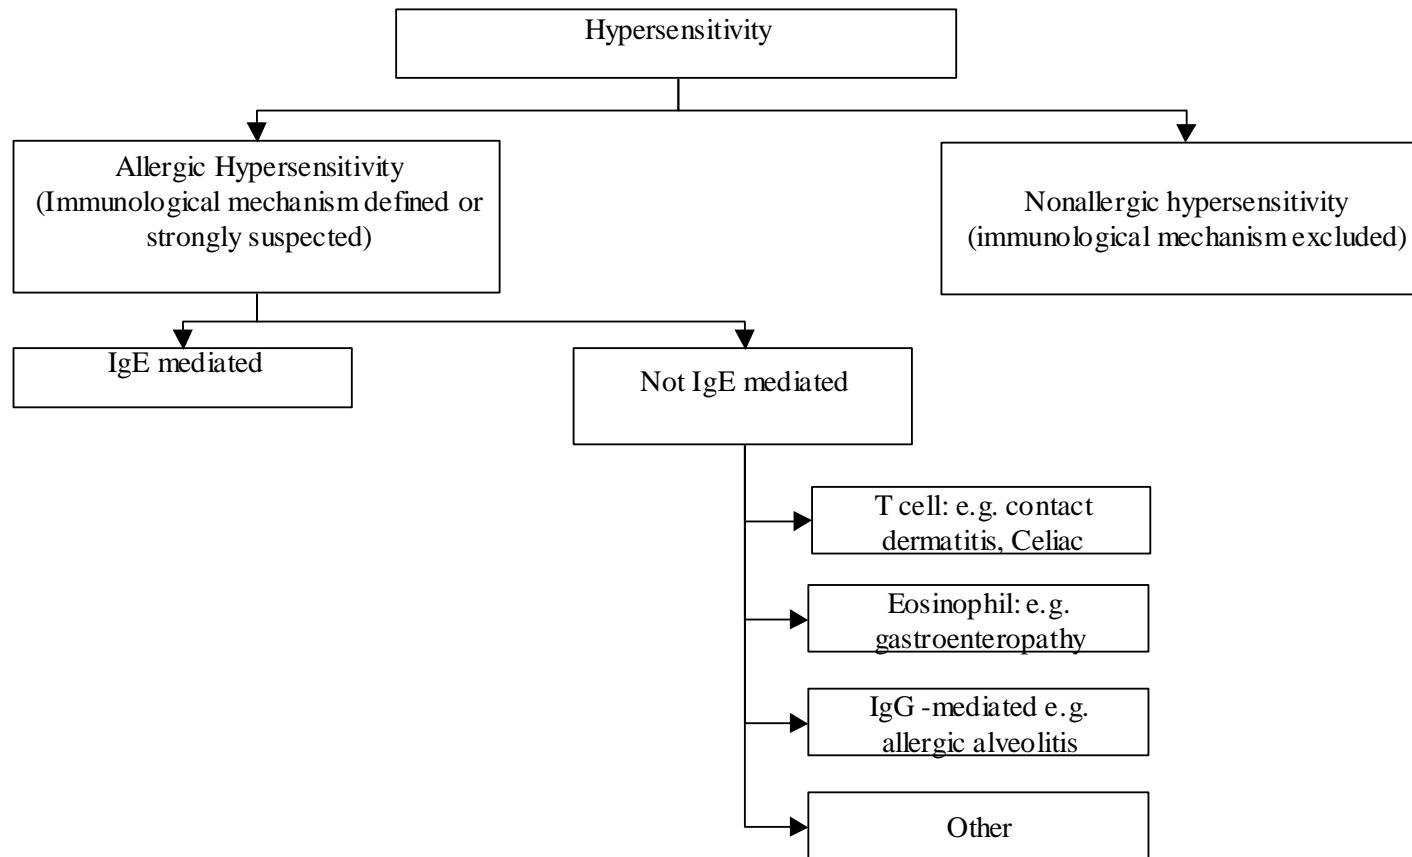 Hypersensitivity
Allergic Hypersensitivity
(Immunological mechanism defined or
strongly suspected)
Nonallergic hypersensitivity
(immunological mechanism excluded)
IgE mediated
Not IgE mediated
T cell: e.g. contact
dermatitis, Celiac
Eosinophil: e.g.
gastroenteropathy
IgG -mediated e.g.
allergic alveolitis
Other